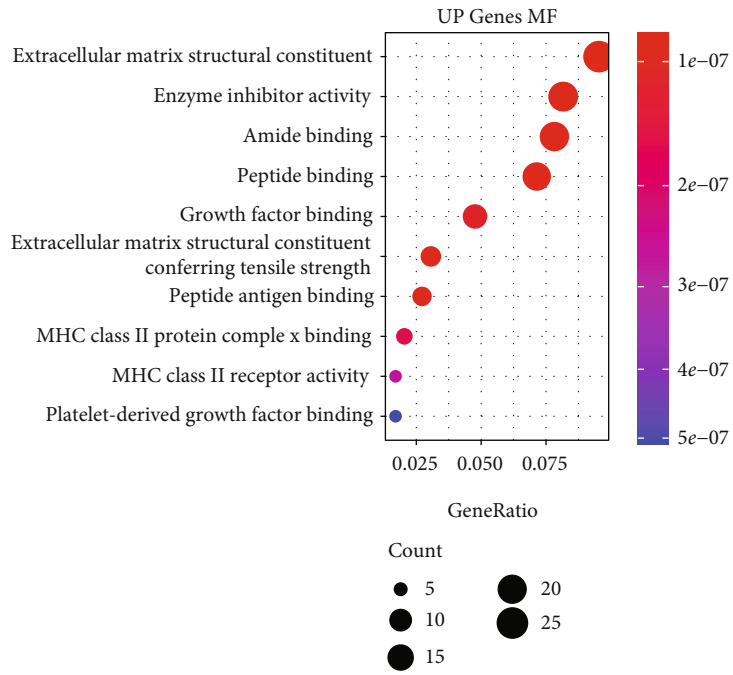 UP Genes MF
Extracellular matrix structural constituent
Enzyme inhibitor activity
Amide binding
Peptide binding
Growth factor binding
Extracellular matrix structural constituent
conferring tensile strength
Peptide antigen binding
MHC class II protein comple x binding
MHC class II receptor activity
Platelet-derived growth factor binding
0.025 0.050 0.075
GeneRatio
1e–07
2e–07
3e–07
4e–07
5e–07
Count
5 20
10 25
15